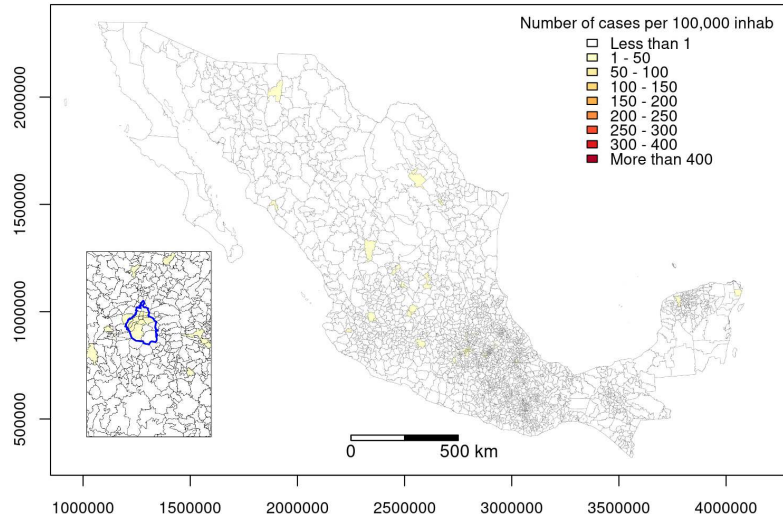 Number of cases per 100,000 inhab
Less than 1
1 - 50
50 - 100
100 - 150
150 - 200
200 - 250
250 - 300
300 - 400
More than 400
2000000
1500000
1000000
500000
0 500 km
1000000 1500000 2000000 2500000 3000000 3500000 4000000